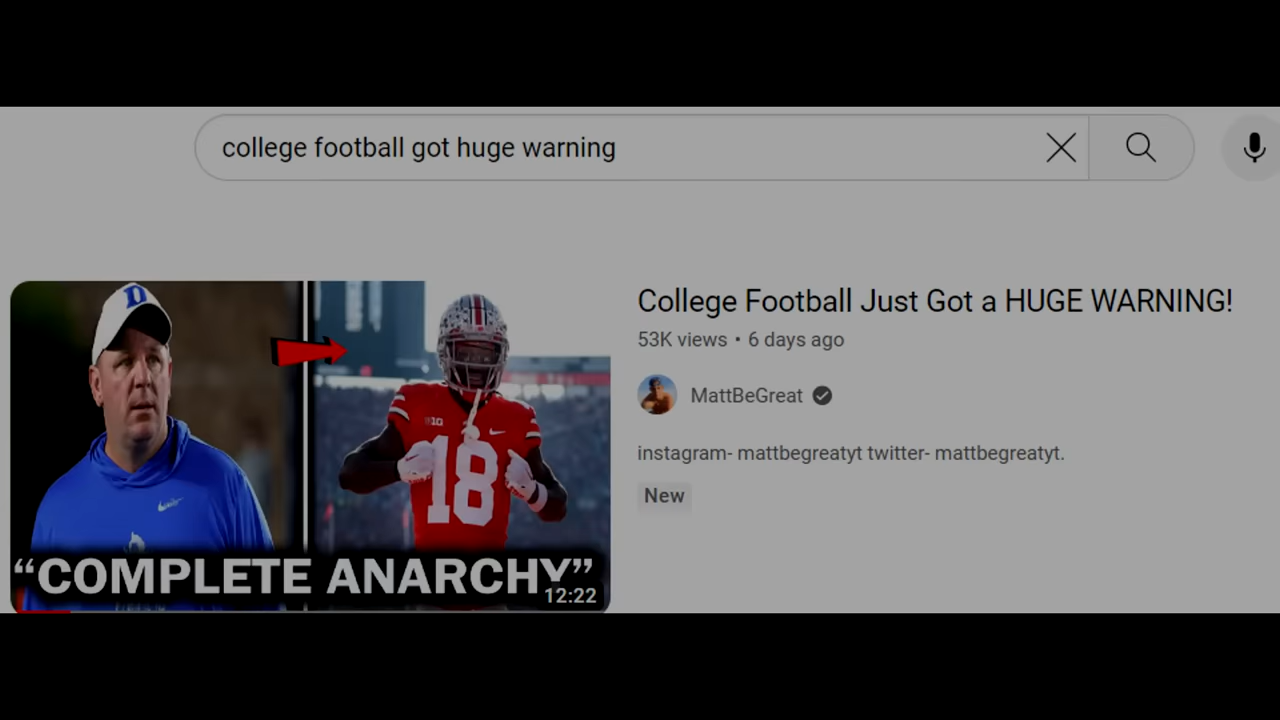 college football got huge warning
College Football Just Got a HUGE WARNING!
53K views • 6 days ago
MattBeGreat
instagram- mattbegreatyt twitter- mattbegreatyt.
New
D
B1G
18
“COMPLETE ANARCHY”
12:22